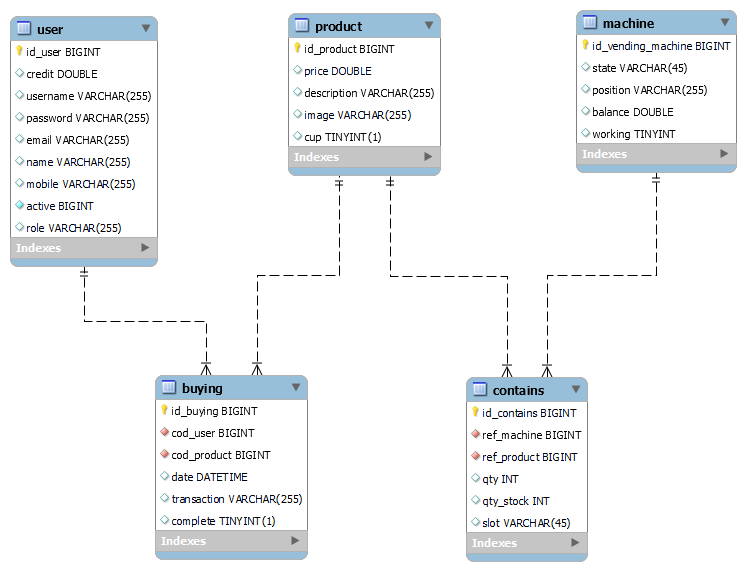 user
id_user BIGINT
credit DOUBLE
username VARCHAR(255)
password VARCHAR(255)
email VARCHAR(255)
name VARCHAR(255)
mobile VARCHAR(255)
active BIGINT
role VARCHAR(255)
Indexes
product
id_product BIGINT
price DOUBLE
description VARCHAR(255)
image VARCHAR(255)
cup TINYINT(1)
Indexes
machine
id_vending_machine BIGINT
state VARCHAR(45)
position VARCHAR(255)
balance DOUBLE
working TINYINT
Indexes
buying
id_buying BIGINT
cod_user BIGINT
cod_product BIGINT
date DATETIME
transaction VARCHAR(255)
complete TINYINT(1)
Indexes
contains
id_contains BIGINT
ref_machine BIGINT
ref_product BIGINT
qty INT
qty_stock INT
slot VARCHAR(45)
Indexes